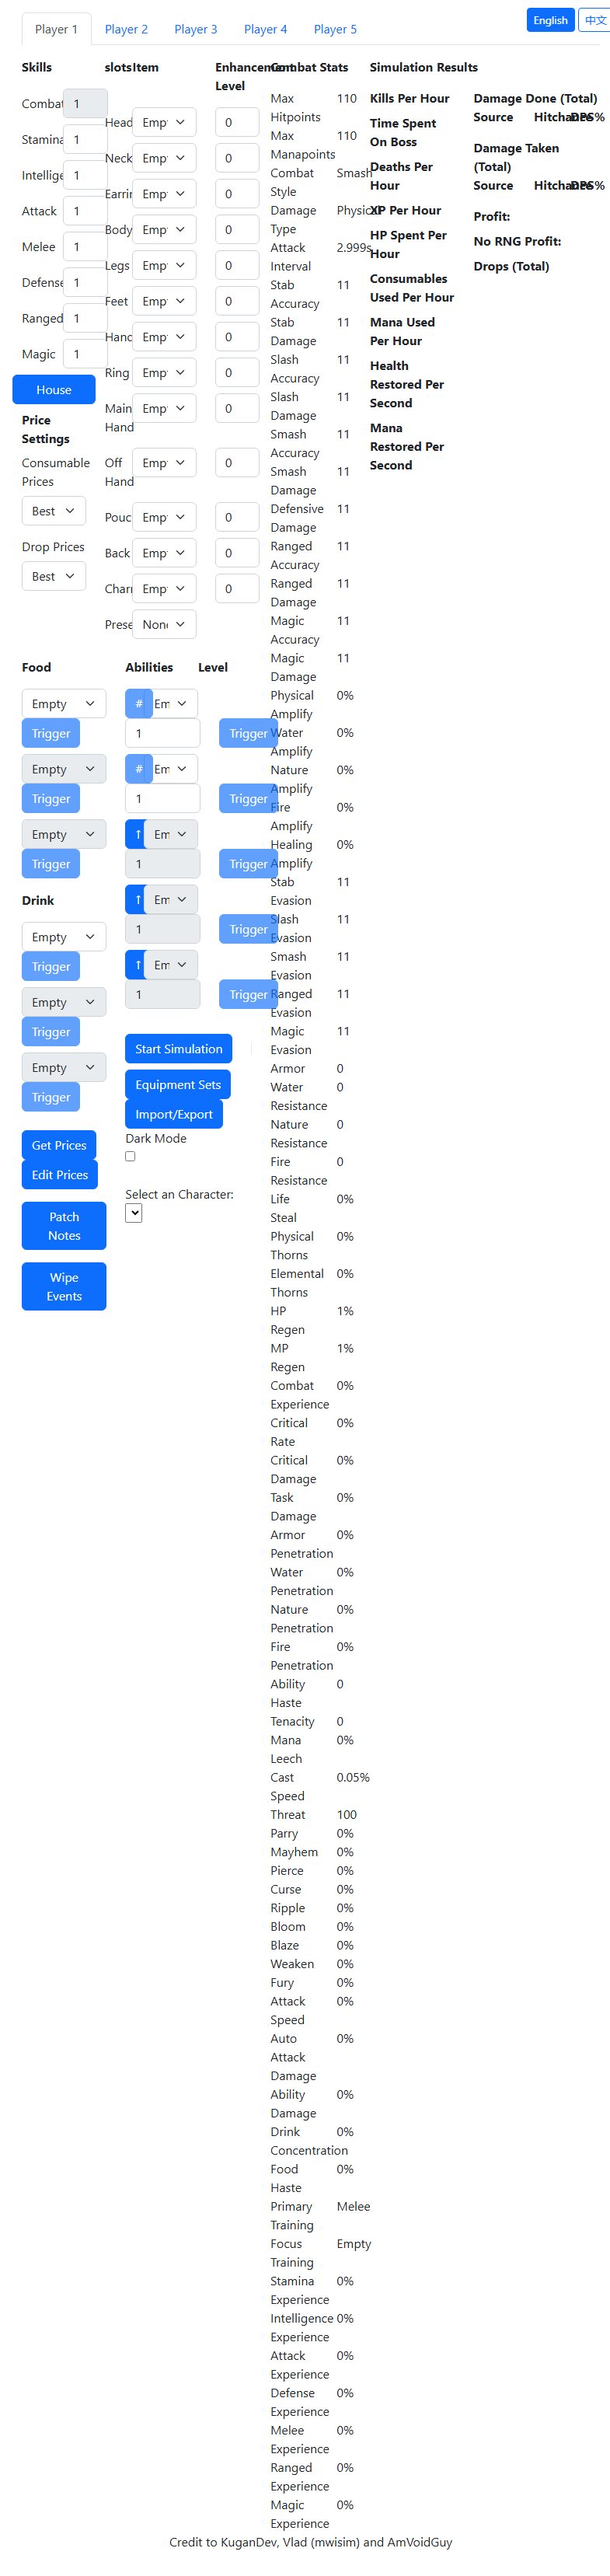 Player 1 Player 2 Player 3 Player 4 Player 5
English 中文
Skills
Combat 1
Stamina 1
Intellige 1
Attack 1
Melee 1
Defense 1
Ranged 1
Magic 1
House
Price
Settings
Consumable
Prices
Best
Drop Prices
Best
slots Item Enhancement
Level
Head Empt 0
Neck Empt 0
Earrin Empt 0
Body Empt 0
Legs Empt 0
Feet Empt 0
Hand Empt 0
Ring Empt 0
Main
Hand Empt 0
Off
Hand Empt 0
Pouc Empt 0
Back Empt 0
Charr Empt 0
Prese None
Food
Empty
Trigger
Empty
Trigger
Empty
Trigger
Drink
Empty
Trigger
Empty
Trigger
Empty
Trigger
Get Prices
Edit Prices
Patch
Notes
Wipe
Events
Abilities Level
# Em
1 Trigger
# Em
1 Trigger
↑ Em
1 Trigger
↑ Em
1 Trigger
↑ Em
1 Trigger
Start Simulation
Equipment Sets
Import/Export
Dark Mode
Select an Character:
Combat Stats
Max
Hitpoints 110
Max
Manapoints 110
Combat
Style Smash
Damage
Type Physical
Attack
Interval 2.999s
Stab
Accuracy 11
Stab
Damage 11
Slash
Accuracy 11
Slash
Damage 11
Smash
Accuracy 11
Smash
Damage 11
Defensive
Damage 11
Ranged
Accuracy 11
Ranged
Damage 11
Magic
Accuracy 11
Magic
Damage 11
Physical
Amplify 0%
Water
Amplify 0%
Nature
Amplify 0%
Fire
Amplify 0%
Healing
Amplify 0%
Stab
Evasion 11
Slash
Evasion 11
Smash
Evasion 11
Ranged
Evasion 11
Magic
Evasion 11
Armor 0
Water
Resistance 0
Nature
Resistance 0
Fire
Resistance 0
Life
Steal 0%
Physical
Thorns 0%
Elemental
Thorns 0%
HP
Regen 1%
MP
Regen 1%
Combat
Experience 0%
Critical
Rate 0%
Critical
Damage 0%
Task
Damage 0%
Armor
Penetration 0%
Water
Penetration 0%
Nature
Penetration 0%
Fire
Penetration 0%
Ability
Haste 0
Tenacity 0
Mana
Leech 0%
Cast
Speed 0.05%
Threat 100
Parry 0%
Mayhem 0%
Pierce 0%
Curse 0%
Ripple 0%
Bloom 0%
Blaze 0%
Weaken 0%
Fury 0%
Attack
Speed 0%
Auto
Attack
Damage 0%
Ability
Damage 0%
Drink
Concentration 0%
Food
Haste 0%
Primary
Training Melee
Focus
Training Empty
Stamina
Experience 0%
Intelligence
Experience 0%
Attack
Experience 0%
Defense
Experience 0%
Melee
Experience 0%
Ranged
Experience 0%
Magic
Experience 0%
Simulation Results
Kills Per Hour
Time Spent
On Boss
Deaths Per
Hour
XP Per Hour
HP Spent Per
Hour
Consumables
Used Per Hour
Mana Used
Per Hour
Health
Restored Per
Second
Mana
Restored Per
Second
Damage Done (Total)
Source Hitchance DPS %
Damage Taken
(Total)
Source Hitchance DPS %
Profit:
No RNG Profit:
Drops (Total)
Credit to KuganDev, Vlad (mwisim) and AmVoidGuy